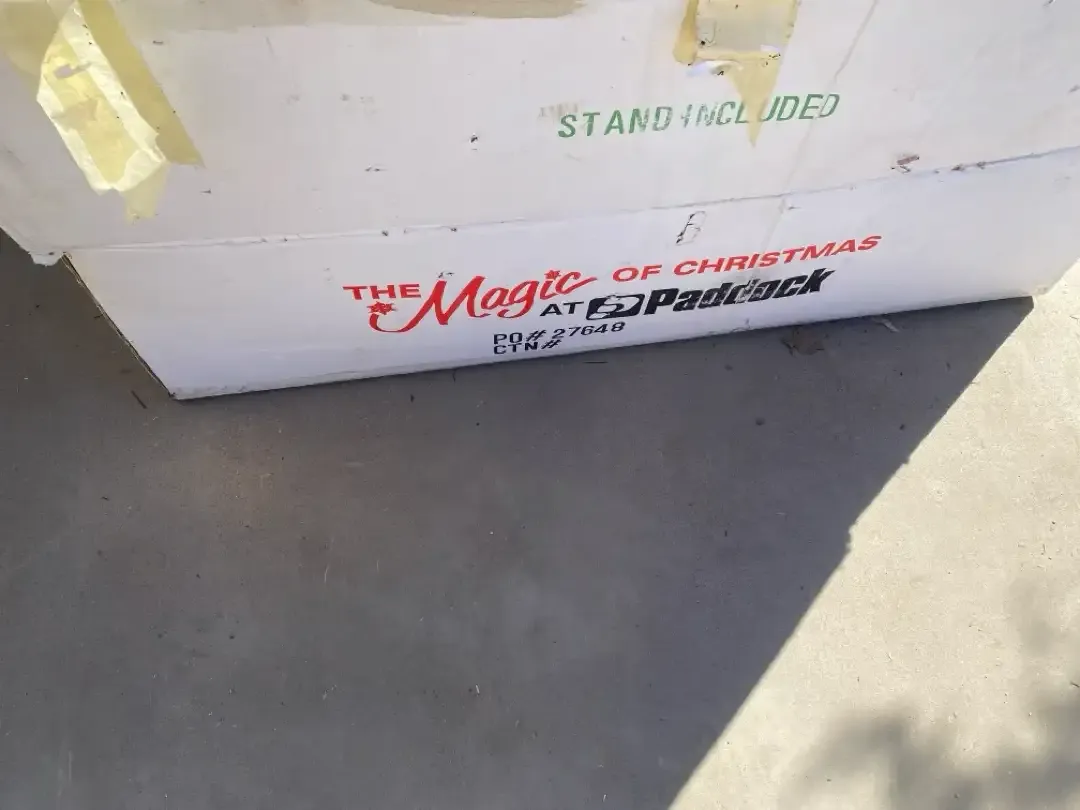 STAND INCLUDED
B
THE Magic OF CHRISTMAS
AT Paddock
PO# 27648
CTN#